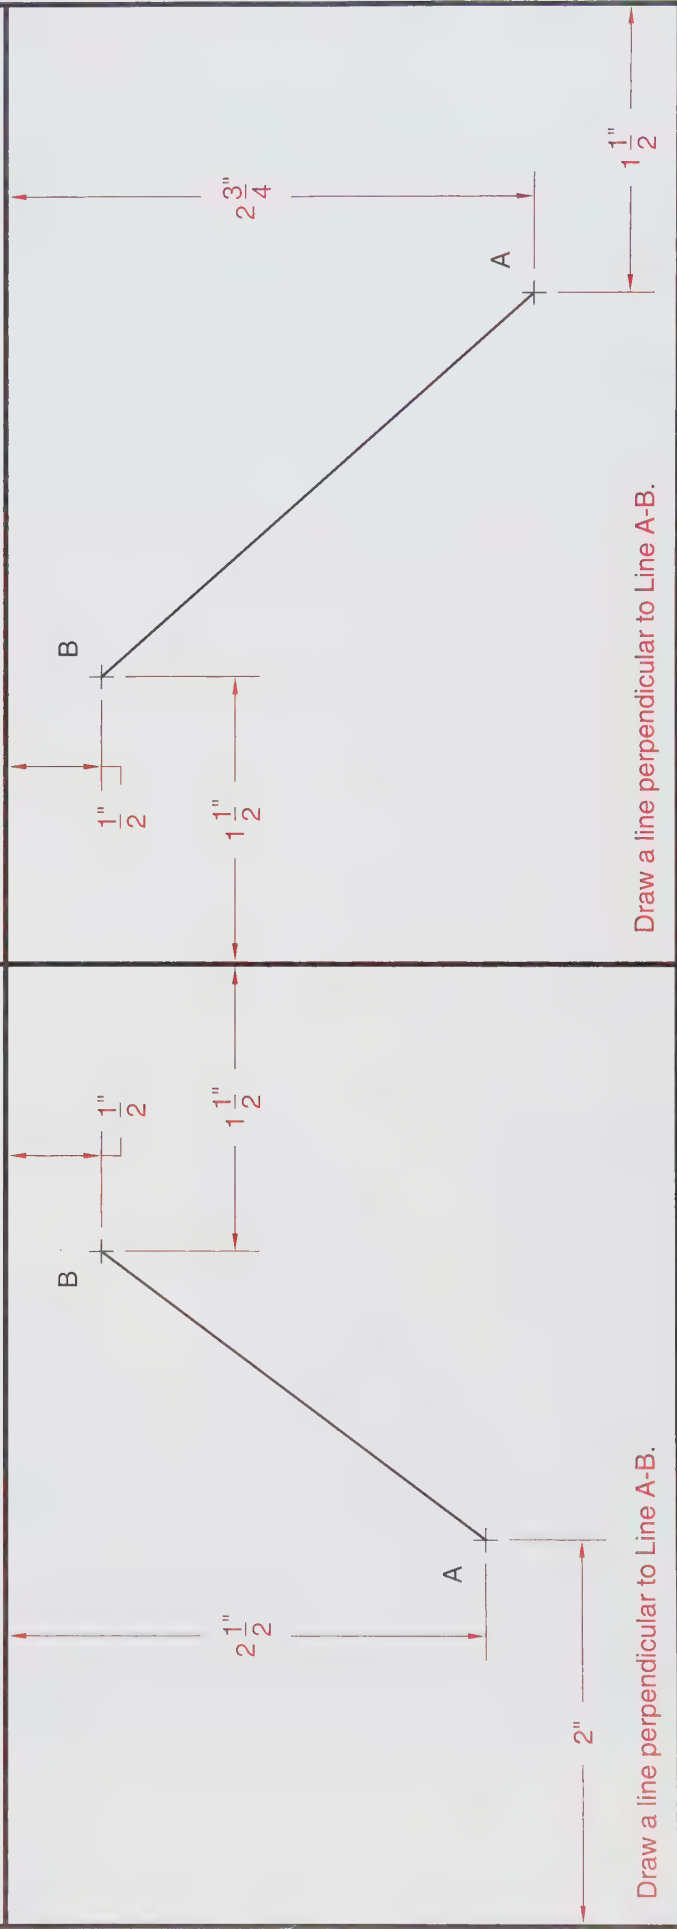 B
1/2"
1 1/2"
2 1/2"
A
2"
Draw a line perpendicular to Line A-B.
B
1/2"
1 1/2"
2 3/4"
A
1 1/2"
Draw a line perpendicular to Line A-B.